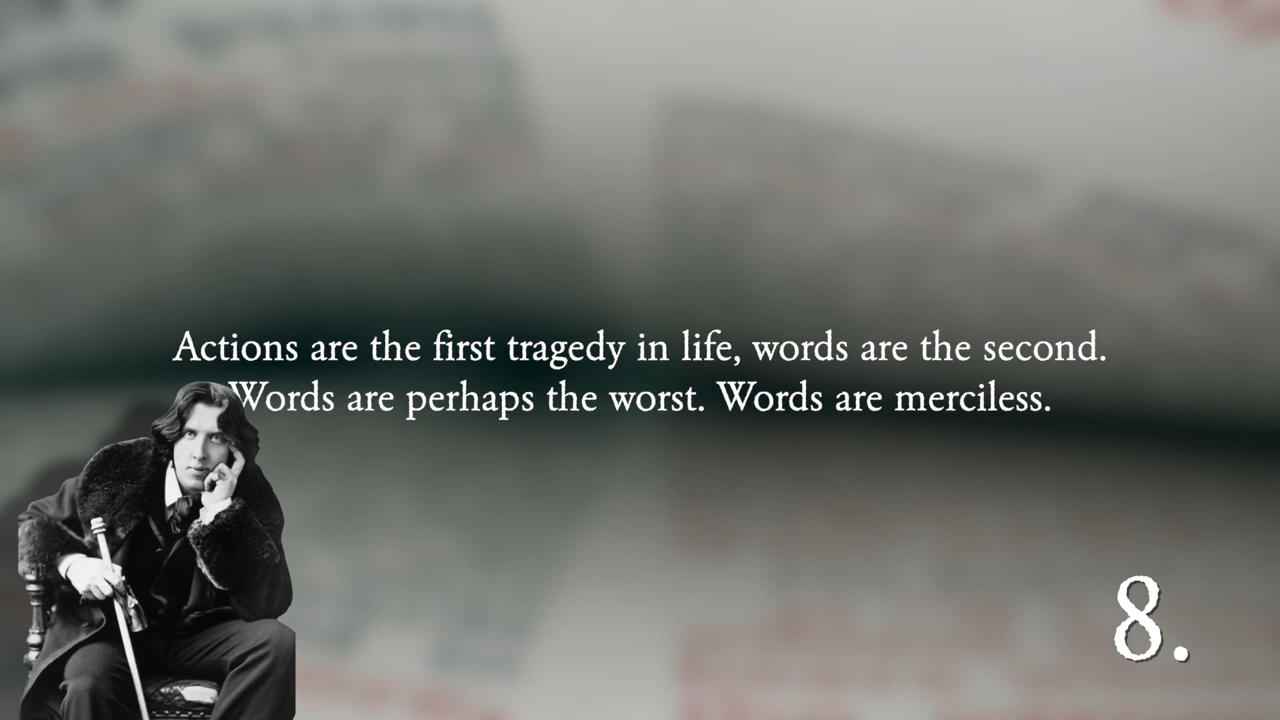 Actions are the first tragedy in life, words are the second.
Words are perhaps the worst. Words are merciless.
8.